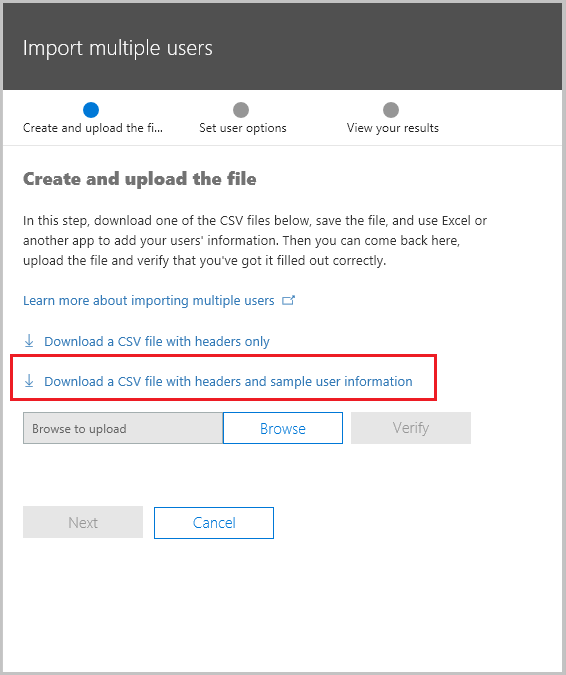 Import multiple users
Create and upload the fi...
Set user options
View your results
Create and upload the file
In this step, download one of the CSV files below, save the file, and use Excel or
another app to add your users' information. Then you can come back here,
upload the file and verify that you've got it filled out correctly.
Learn more about importing multiple users
Download a CSV file with headers only
Download a CSV file with headers and sample user information
Browse to upload
Browse
Verify
Next
Cancel